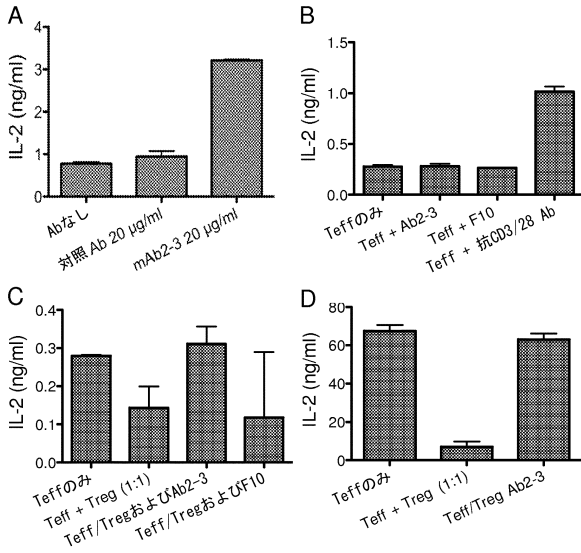 A
IL-2 (ng/ml)
4
3
2
1
0
Abなし
対照 Ab 20 μg/ml
mAb2-3 20 μg/ml
B
IL-2 (ng/ml)
1.5
1.0
0.5
0.0
Teffのみ
Teff + Ab2-3
Teff + F10
Teff + 抗CD3/28 Ab
C
IL-2 (ng/ml)
0.4
0.3
0.2
0.1
0.0
Teffのみ
Teff + Treg (1:1)
Teff/TregおよびAb2-3
Teff/TregおよびF10
D
IL-2 (ng/ml)
80
60
40
20
0
Teffのみ
Teff + Treg (1:1)
Teff/Treg Ab2-3